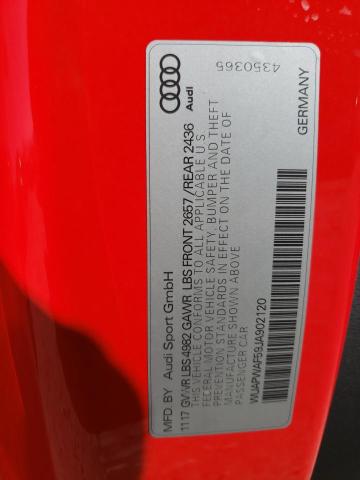 Audi
4350365
MFD. BY Audi Sport GmbH
11 17 GVWR LBS 4982 GAWR LBS FRONT 2657 / REAR 2436
THIS VEHICLE CONFORMS TO ALL APPLICABLE U.S.
FEDERAL MOTOR VEHICLE SAFETY, BUMPER AND THEFT
PREVENTION STANDARDS IN EFFECT ON THE DATE OF
MANUFACTURE SHOWN ABOVE
PASSENGER CAR
WUAPWAF59JA902120
GERMANY